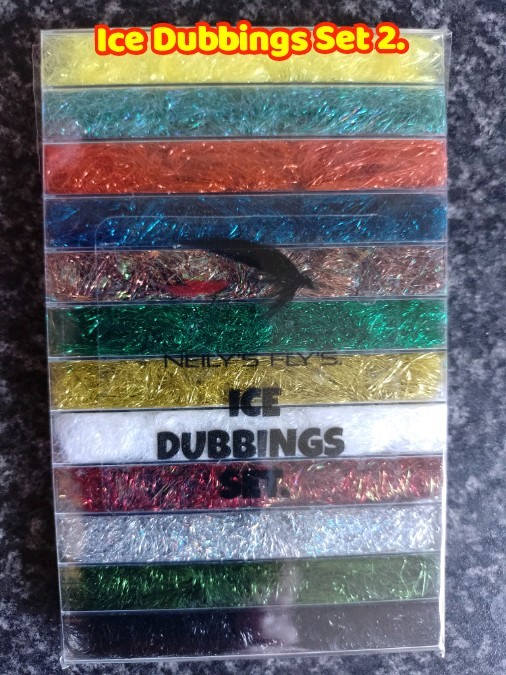 Ice Dubbings Set 2.
NEILY'S FLY'S.
ICE
DUBBINGS
SET.